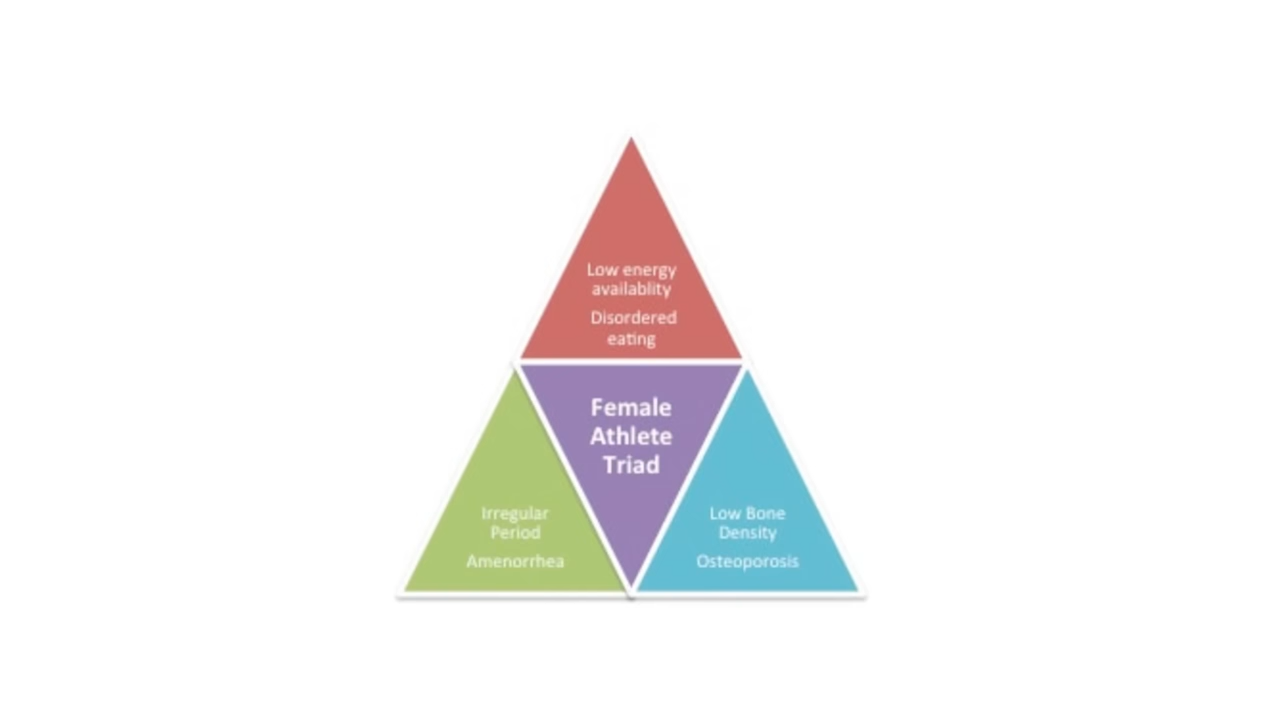 Low energy
availablity
Disordered
eating
Female
Athlete
Triad
Irregular
Period
Amenorrhea
Low Bone
Density
Osteoporosis